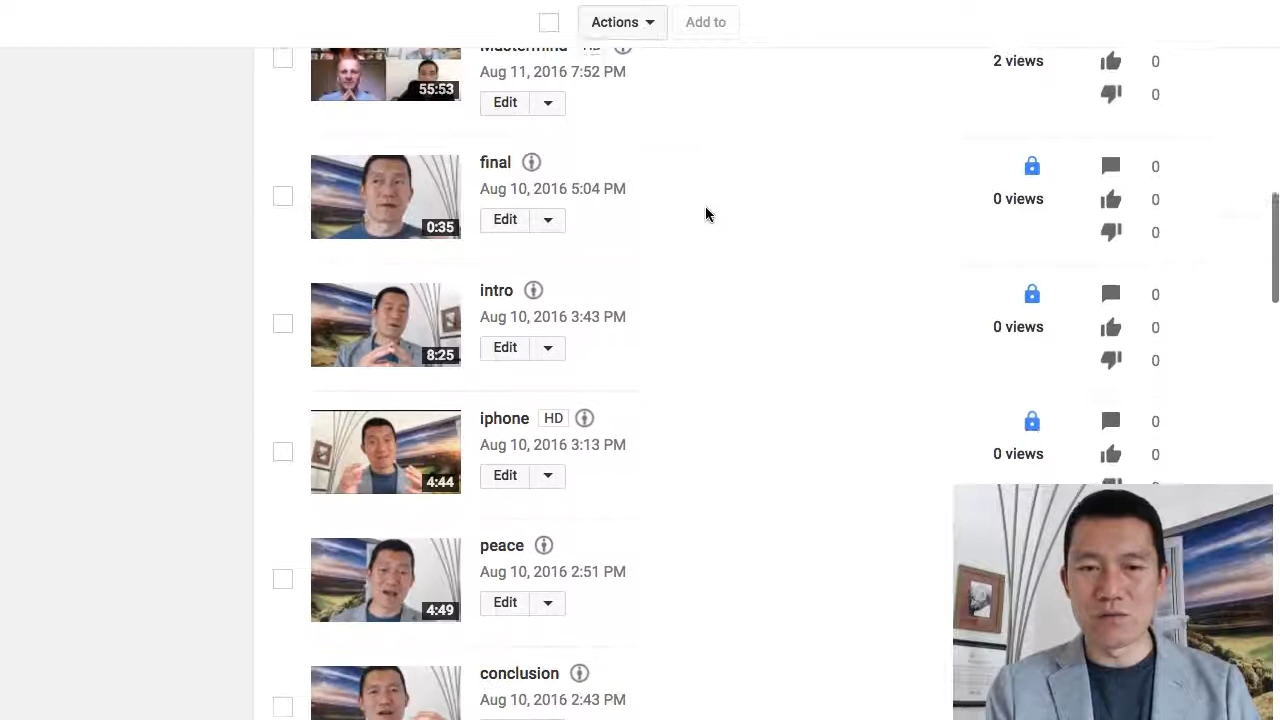 Actions Add to
Mastermind HD
2 views 0
Aug 11, 2016 7:52 PM
55:53
Edit 0
final 0
Aug 10, 2016 5:04 PM
0 views 0
0:35 Edit 0
intro 0
Aug 10, 2016 3:43 PM
0 views 0
8:25 Edit 0
iphone HD 0
Aug 10, 2016 3:13 PM
0 views 0
4:44 Edit
peace
Aug 10, 2016 2:51 PM
4:49 Edit
conclusion
Aug 10, 2016 2:43 PM